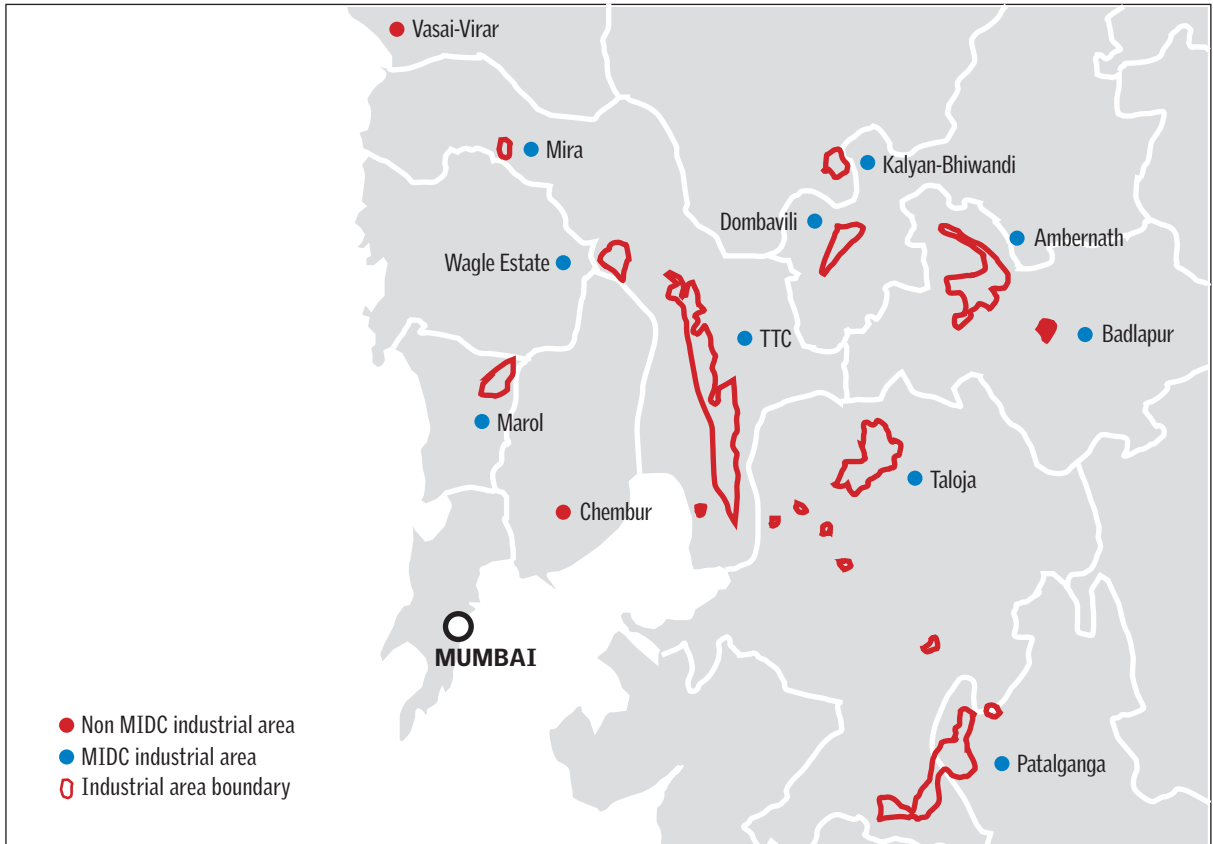 Vasai-Virar
Mira
Kalyan-Bhiwandi
Dombavili
Ambernath
Wagle Estate
TTC
Badlapur
Marol
Taloja
Chembur
MUMBAI
Non MIDC industrial area
MIDC industrial area
Patalganga
Industrial area boundary